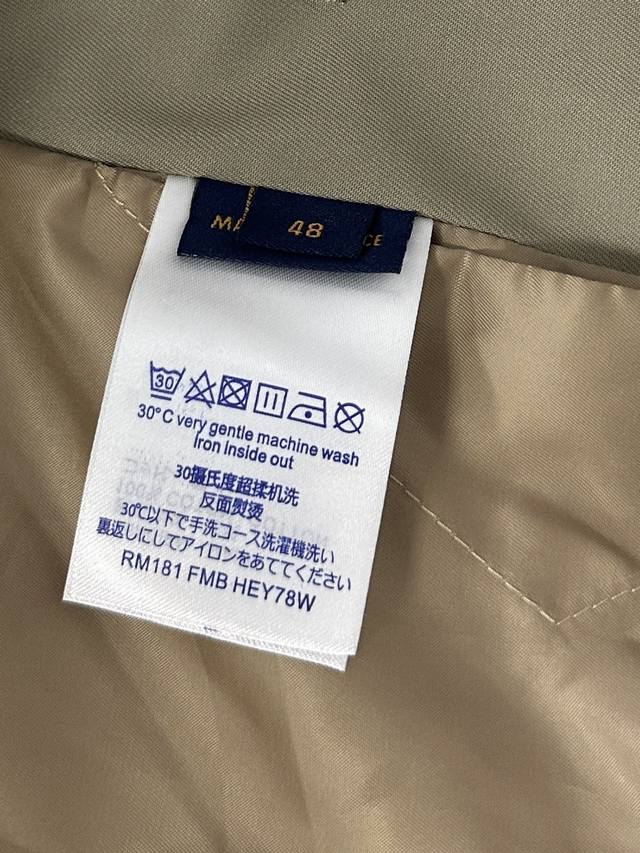 MA
48
CE
30
30°C very gentle machine wash
Iron Inside out
30摄氏度超揉机洗
反面熨烫
30℃以下で手洗コース洗濯機洗い
裏返しにしてアイロンをあててください
RM181 FMB HEY78W